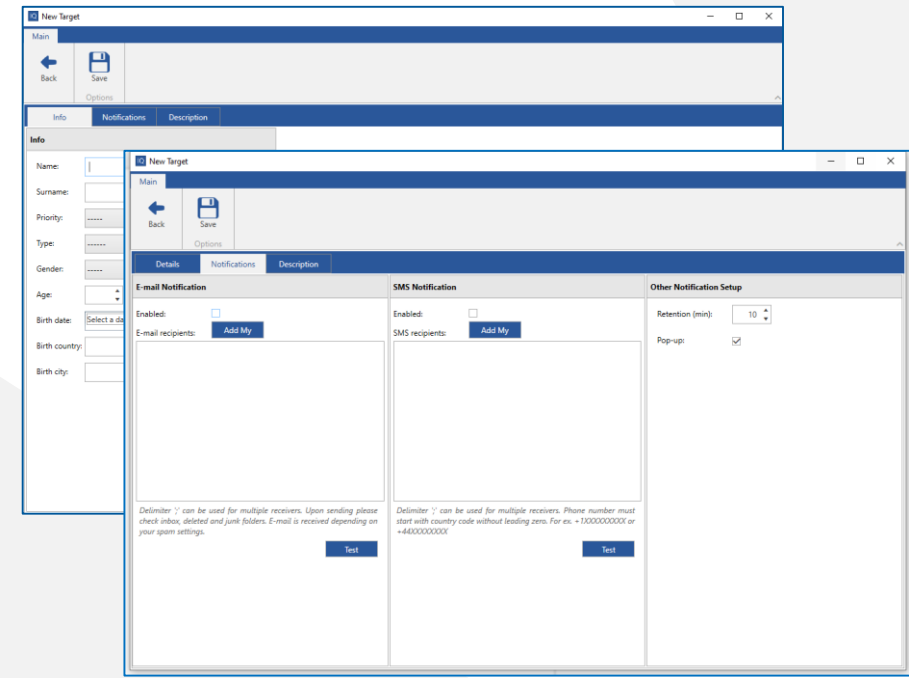 New Target
Main
Back
Save
Options
Info
Notifications
Description
Info
Name:
Surname:
Priority:
-----
Type:
------
Gender:
-----
Age:
Birth date:
Select a da
Birth country:
Birth city:
New Target
Main
Back
Save
Options
Details
Notifications
Description
E-mail Notification
Enabled:
E-mail recipients:
Add My
Delimiter ';' can be used for multiple receivers. Upon sending please
check inbox, deleted and junk folders. E-mail is received depending on
your spam settings.
Test
SMS Notification
Enabled:
SMS recipients:
Add My
Delimiter ';' can be used for multiple receivers. Phone number must
start with country code without leading zero. For ex. +1XXXXXXXXXX or
+44XXXXXXXXXX
Test
Other Notification Setup
Retention (min):
10
Pop-up: